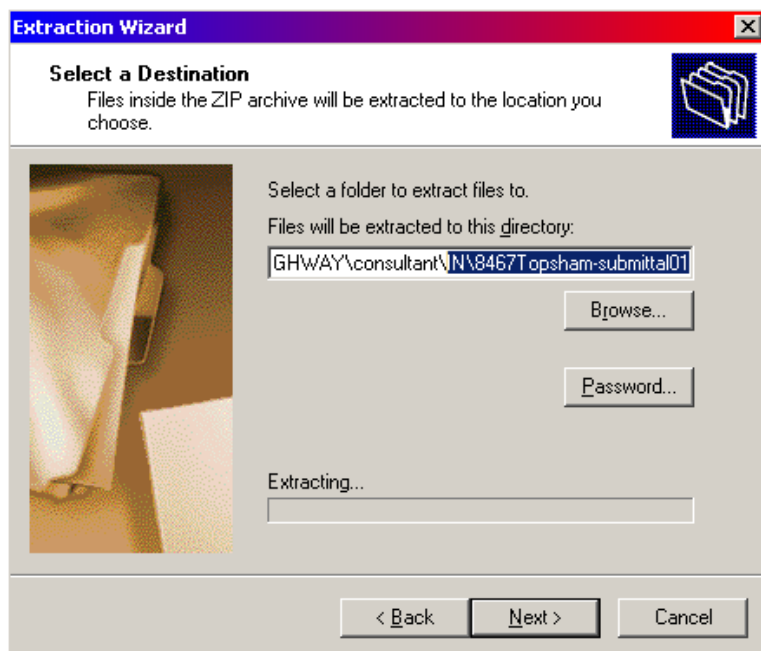 Extraction Wizard
Select a Destination
Files inside the ZIP archive will be extracted to the location you
choose.
Select a folder to extract files to.
Files will be extracted to this directory:
GHWAY\consultant\IN\8467Topsham-submittal01
Browse...
Password...
Extracting...
< Back Next > Cancel